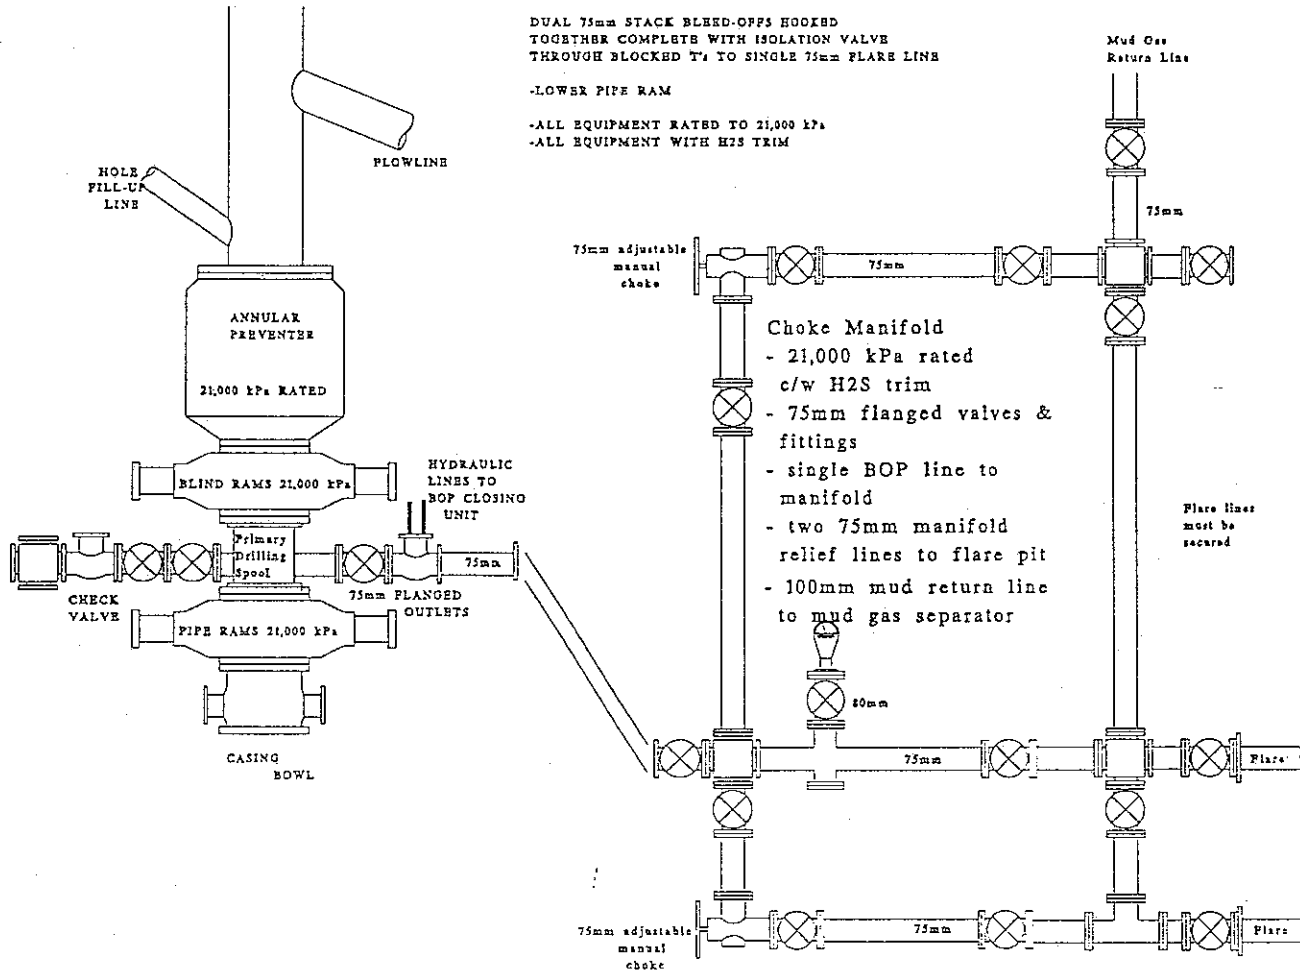 DUAL 75mm STACK BLEED-OFFS HOOKED
TOGETHER COMPLETE WITH ISOLATION VALVE
THROUGH BLOCKED T's TO SINGLE 75mm FLARE LINE
-LOWER PIPE RAM
-ALL EQUIPMENT RATED TO 21,000 kPa
-ALL EQUIPMENT WITH H2S TRIM
Mud Gas
Return Line
FLOWLINE
HOLE
FILL-UP
LINE
75mm
75mm adjustable
manual
choke
75mm
ANNULAR
PREVENTER
21,000 kPa RATED
Choke Manifold
- 21,000 kPa rated
c/w H2S trim
- 75mm flanged valves &
fittings
- single BOP line to
manifold
- two 75mm manifold
relief lines to flare pit
- 100mm mud return line
to mud gas separator
HYDRAULIC
LINES TO
BOP CLOSING
UNIT
BLIND RAMS 21,000 kPa
Flare lines
must be
secured
Primary
Drilling
Spool
75mm
CHECK
VALVE
75mm FLANGED
OUTLETS
PIPE RAMS 21,000 kPa
80mm
CASING
BOWL
75mm
Flare
75mm adjustable
manual
choke
75mm
Flare